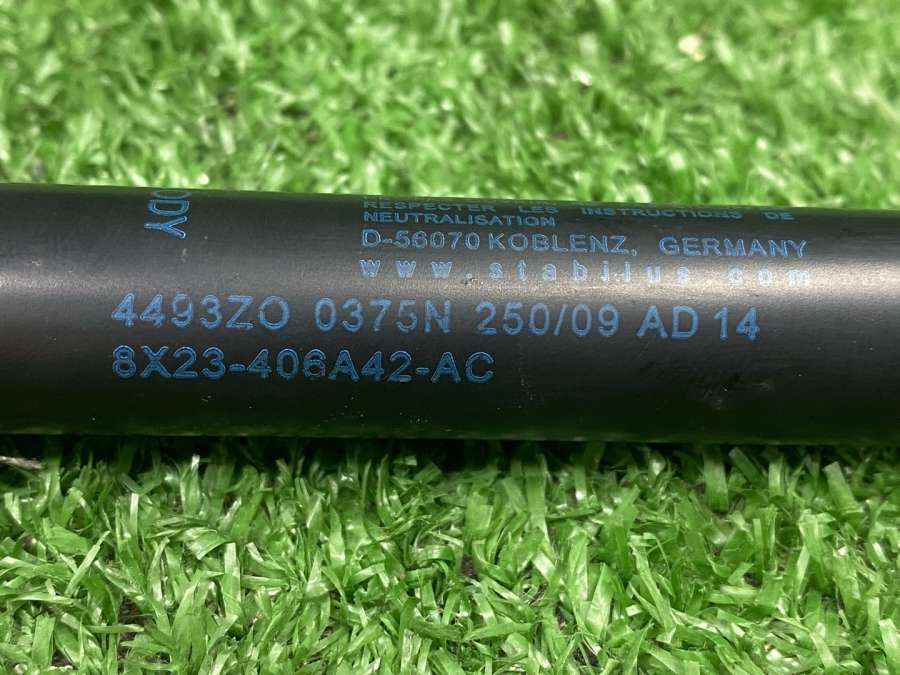 ODY
RESPECTER LES INSTRUCTIONS DE
NEUTRALISATION
D-56070 KOBLENZ, GERMANY
www.stabilus.com
4493ZO 0375N 250/09 AD 14
8X23-406A42-AC